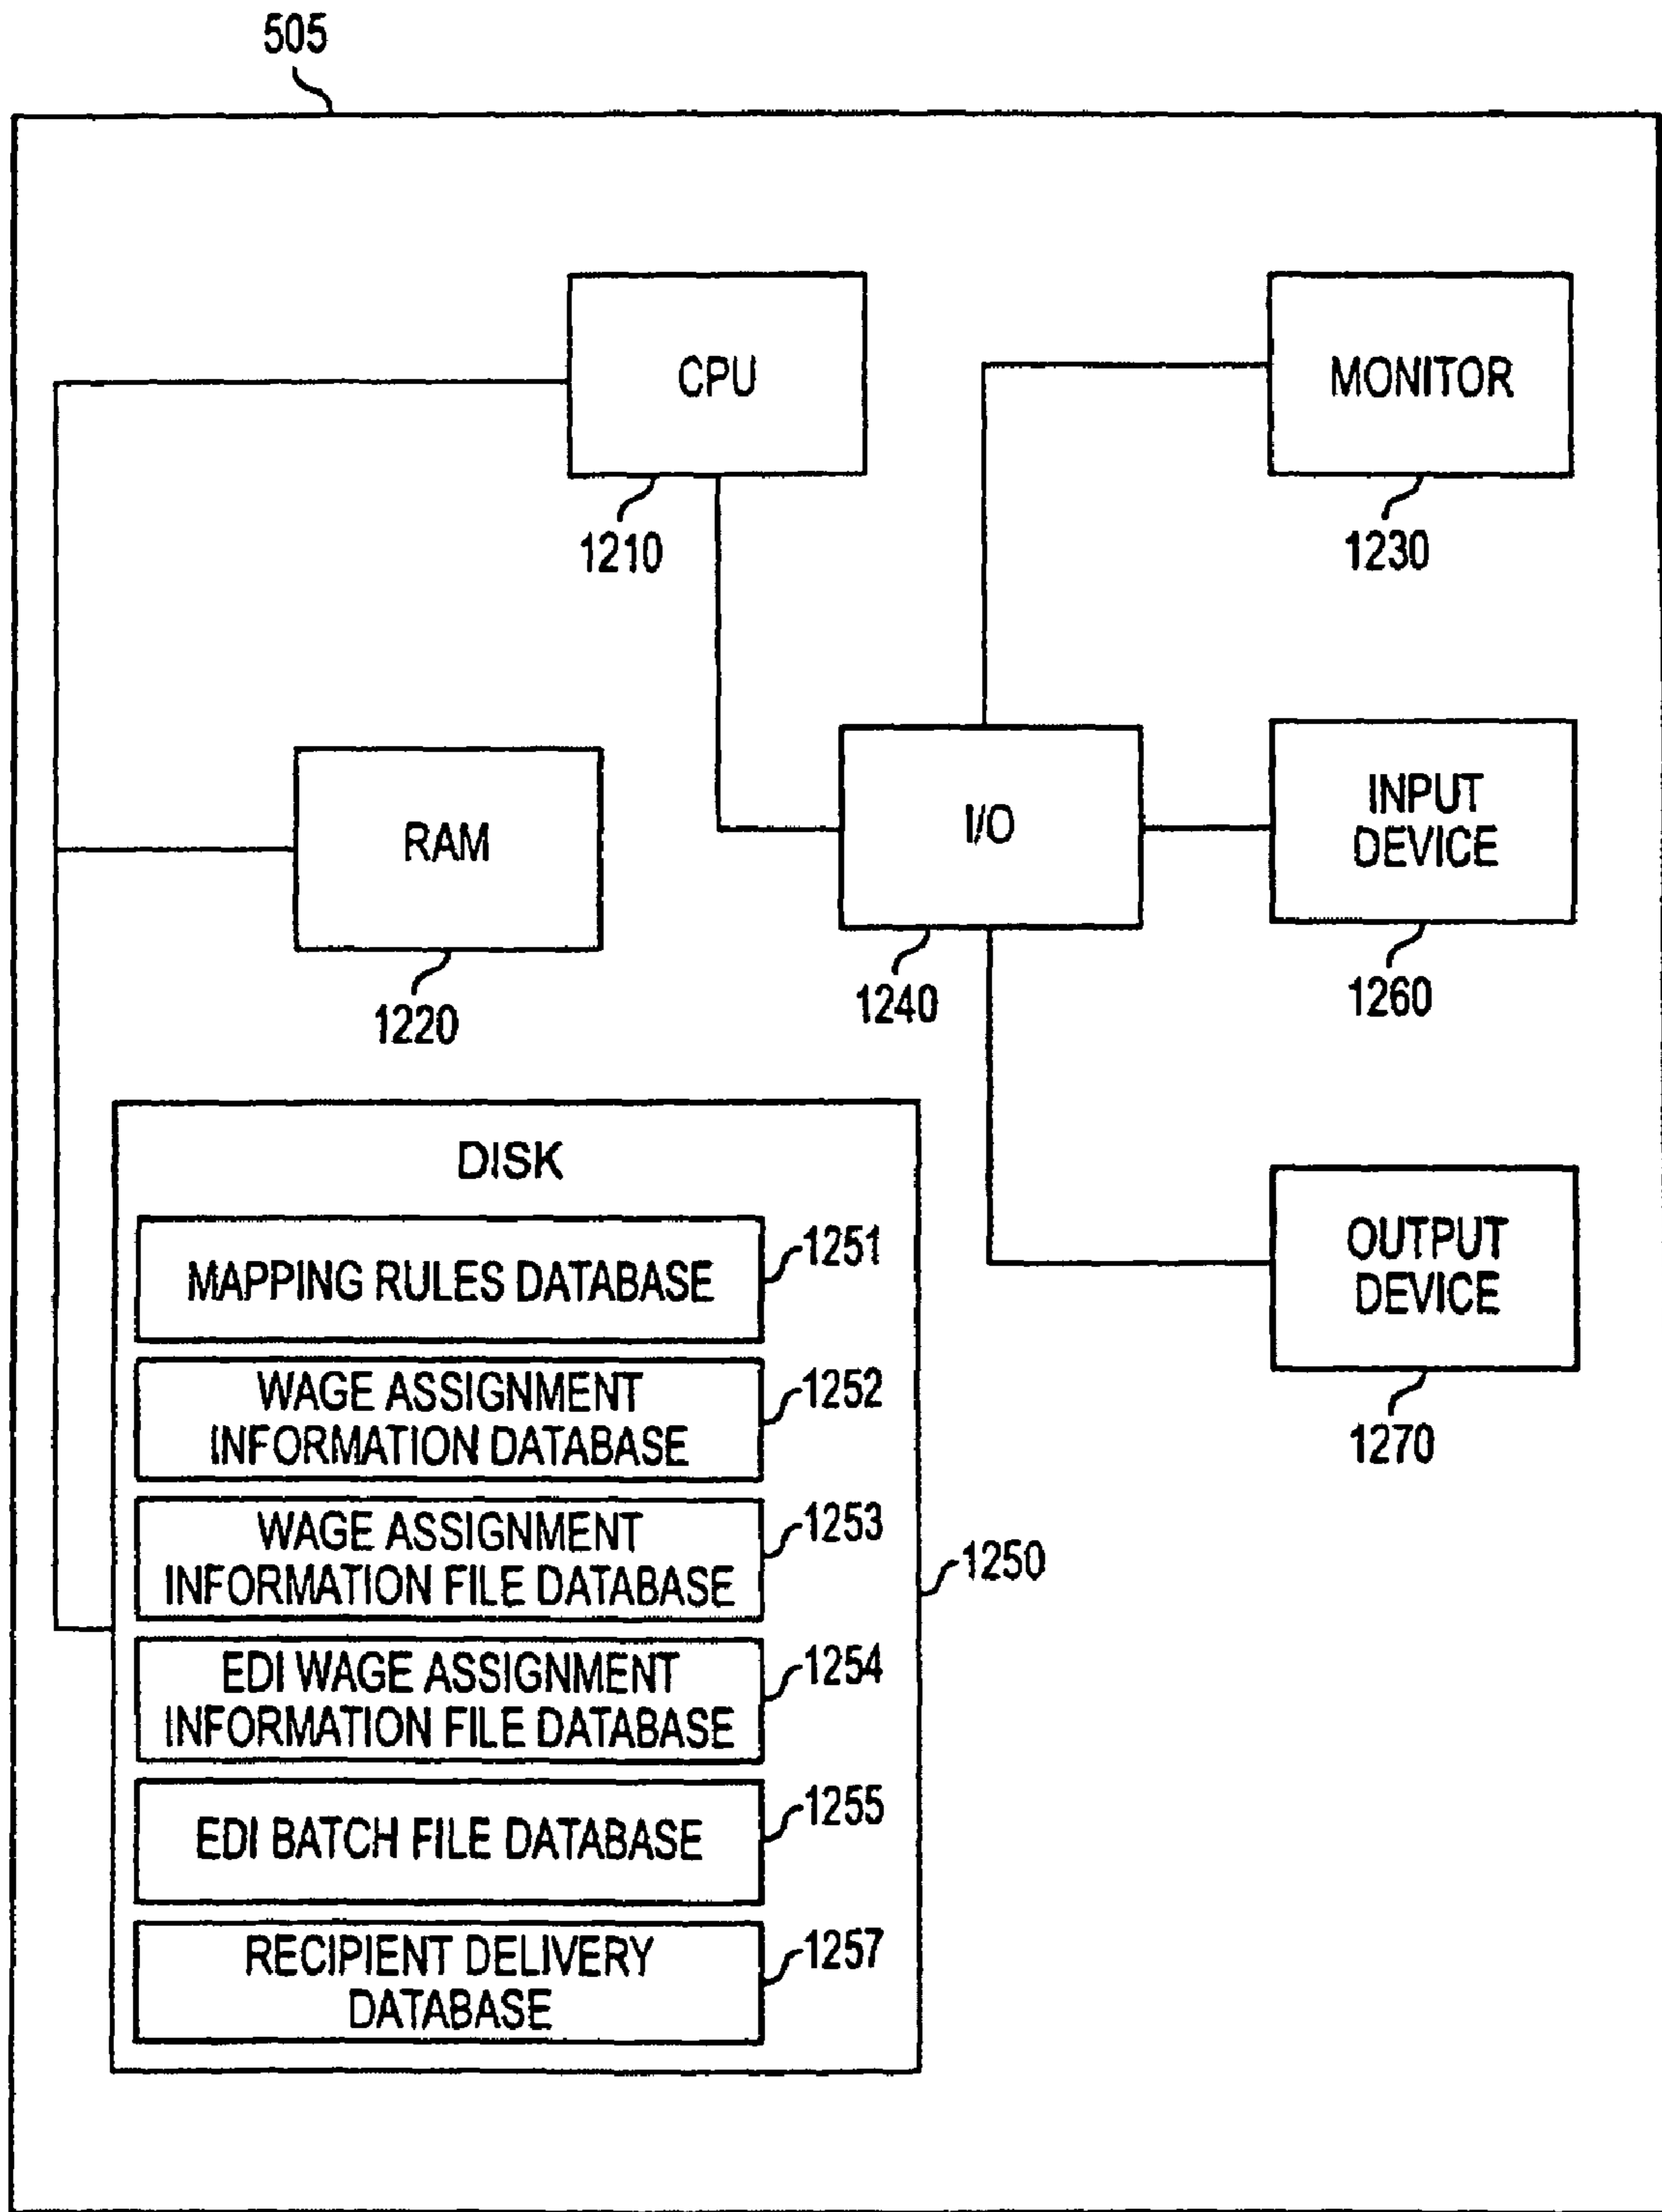 505
CPU
1210
MONITOR
1230
RAM
1220
I/O
1240
INPUT
DEVICE
1260
OUTPUT
DEVICE
1270
DISK
MAPPING RULES DATABASE
1251
WAGE ASSIGNMENT
INFORMATION DATABASE
1252
WAGE ASSIGNMENT
INFORMATION FILE DATABASE
1253
EDI WAGE ASSIGNMENT
INFORMATION FILE DATABASE
1254
EDI BATCH FILE DATABASE
1255
RECIPIENT DELIVERY
DATABASE
1257
1250